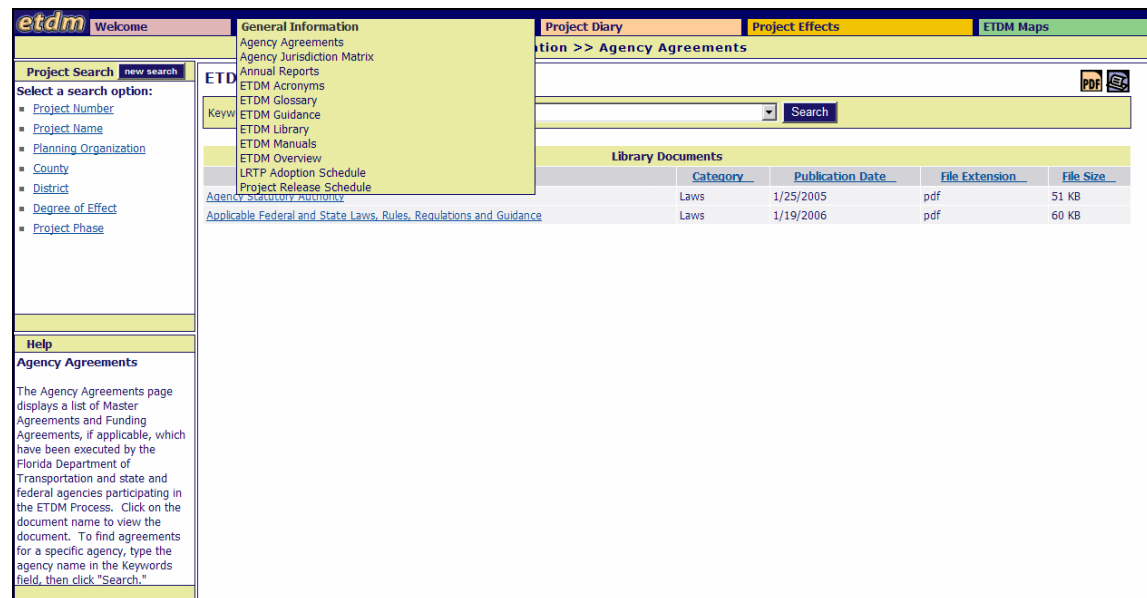 etdm Welcome General Information Project Diary Project Effects ETDM Maps
Agency Agreements
Agency Jurisdiction Matrix
Annual Reports
ETDM Acronyms
ETDM Glossary
ETDM Guidance
ETDM Library
ETDM Manuals
ETDM Overview
LRTP Adoption Schedule
Project Release Schedule
>> Agency Agreements
Project Search new search
Select a search option:
Project Number
Project Name
Planning Organization
County
District
Degree of Effect
Project Phase
Help
Agency Agreements
The Agency Agreements page
displays a list of Master
Agreements and Funding
Agreements, if applicable, which
have been executed by the
Florida Department of
Transportation and state and
federal agencies participating in
the ETDM Process. Click on the
document name to view the
document. To find agreements
for a specific agency, type the
agency name in the Keywords
field, then click "Search."
ETD
PDF
Keyw
Search
Library Documents
Category Publication Date File Extension File Size
Agency Statutory Authority Laws 1/25/2005 pdf 51 KB
Applicable Federal and State Laws, Rules, Regulations and Guidance Laws 1/19/2006 pdf 60 KB